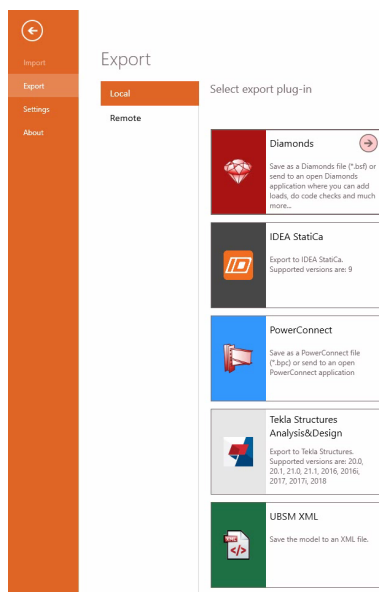 Import
Export
Settings
About
Export
Local
Remote
Select export plug-in
Diamonds
Save as a Diamonds file (*.bsf) or
send to an open Diamonds
application where you can add
loads, do code checks and much
more...
IDEA StatiCa
Export to IDEA StatiCa.
Supported versions are: 9
PowerConnect
Save as a PowerConnect file
(*.bpc) or send to an open
PowerConnect application
Tekla Structures
Analysis&Design
Export to Tekla Structures.
Supported versions are: 20.0,
20.1, 21.0, 21.1, 2016, 2016i,
2017, 2017i, 2018
UBSM XML
Save the model to an XML file.